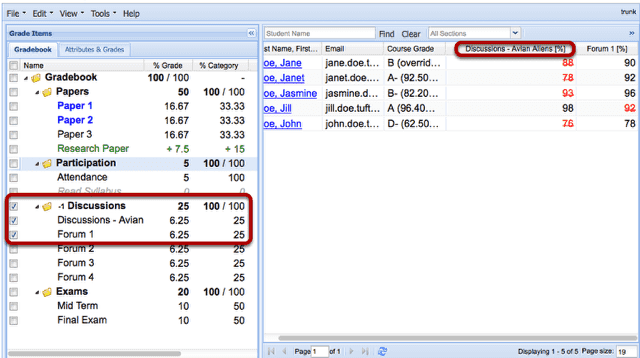 File Edit View Tools Help trunk
Grade Items
Gradebook Attributes & Grades
Name % Grade % Category
Gradebook 100 / 100 -
Papers 50 100 / 100
Paper 1 16.67 33.33
Paper 2 16.67 33.33
Paper 3 16.67 33.33
Research Paper + 7.5 + 15
Participation 5 100 / 100
Attendance 5 100
Read Syllabus 0 0
-1 Discussions 25 100 / 100
Discussions - Avian 6.25 25
Forum 1 6.25 25
Forum 2 6.25 25
Forum 3 6.25 25
Forum 4 6.25 25
Exams 20 100 / 100
Mid Term 10 50
Final Exam 10 50
Student Name Find Clear All Sections
st Name, First... Email Course Grade Discussions - Avian Aliens [%] Forum 1 [%]
oe, Jane jane.doe.t... B (overrid... 88 90
oe, Janet janet.doe.... A- (92.50... 78 92
oe, Jasmine jasmine.d... B- (82.20... 93 96
oe, Jill jill.doe.tuft... A (96.40... 98 92
oe, John john.doe.t... D- (62.5... 76 78
Page 1 of 1 Displaying 1 - 5 of 5 Page size: 19